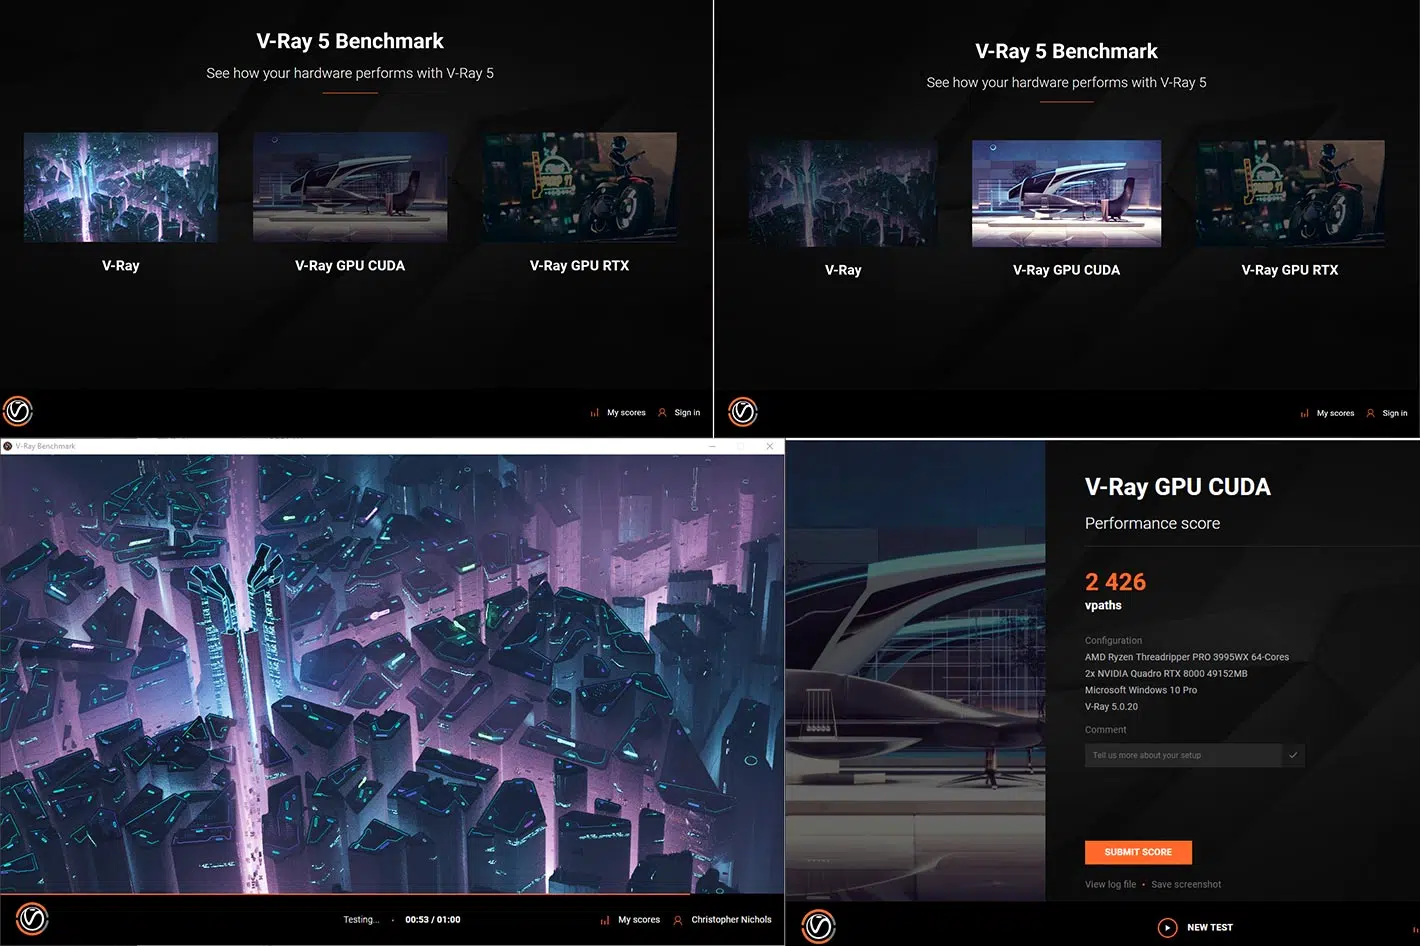 V-Ray 5 Benchmark
See how your hardware performs with V-Ray 5
V-Ray
V-Ray GPU CUDA
V-Ray GPU RTX
My scores
Sign in
V-Ray 5 Benchmark
See how your hardware performs with V-Ray 5
V-Ray
V-Ray GPU CUDA
V-Ray GPU RTX
My scores
Sign in
V-Ray Benchmark
Testing... • 00:53 / 01:00
My scores
Christopher Nichols
V-Ray GPU CUDA
Performance score
2 426
vpaths
Configuration
AMD Ryzen Threadripper PRO 3995WX 64-Cores
2x NVIDIA Quadro RTX 8000 49152MB
Microsoft Windows 10 Pro
V-Ray 5.0.20
Comment
Tell us more about your setup
SUBMIT SCORE
View log file • Save screenshot
NEW TEST